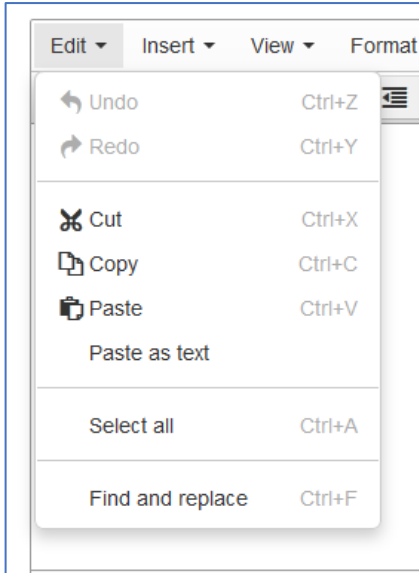 Edit Insert View Format
Undo Ctrl+Z
Redo Ctrl+Y
Cut Ctrl+X
Copy Ctrl+C
Paste Ctrl+V
Paste as text
Select all Ctrl+A
Find and replace Ctrl+F